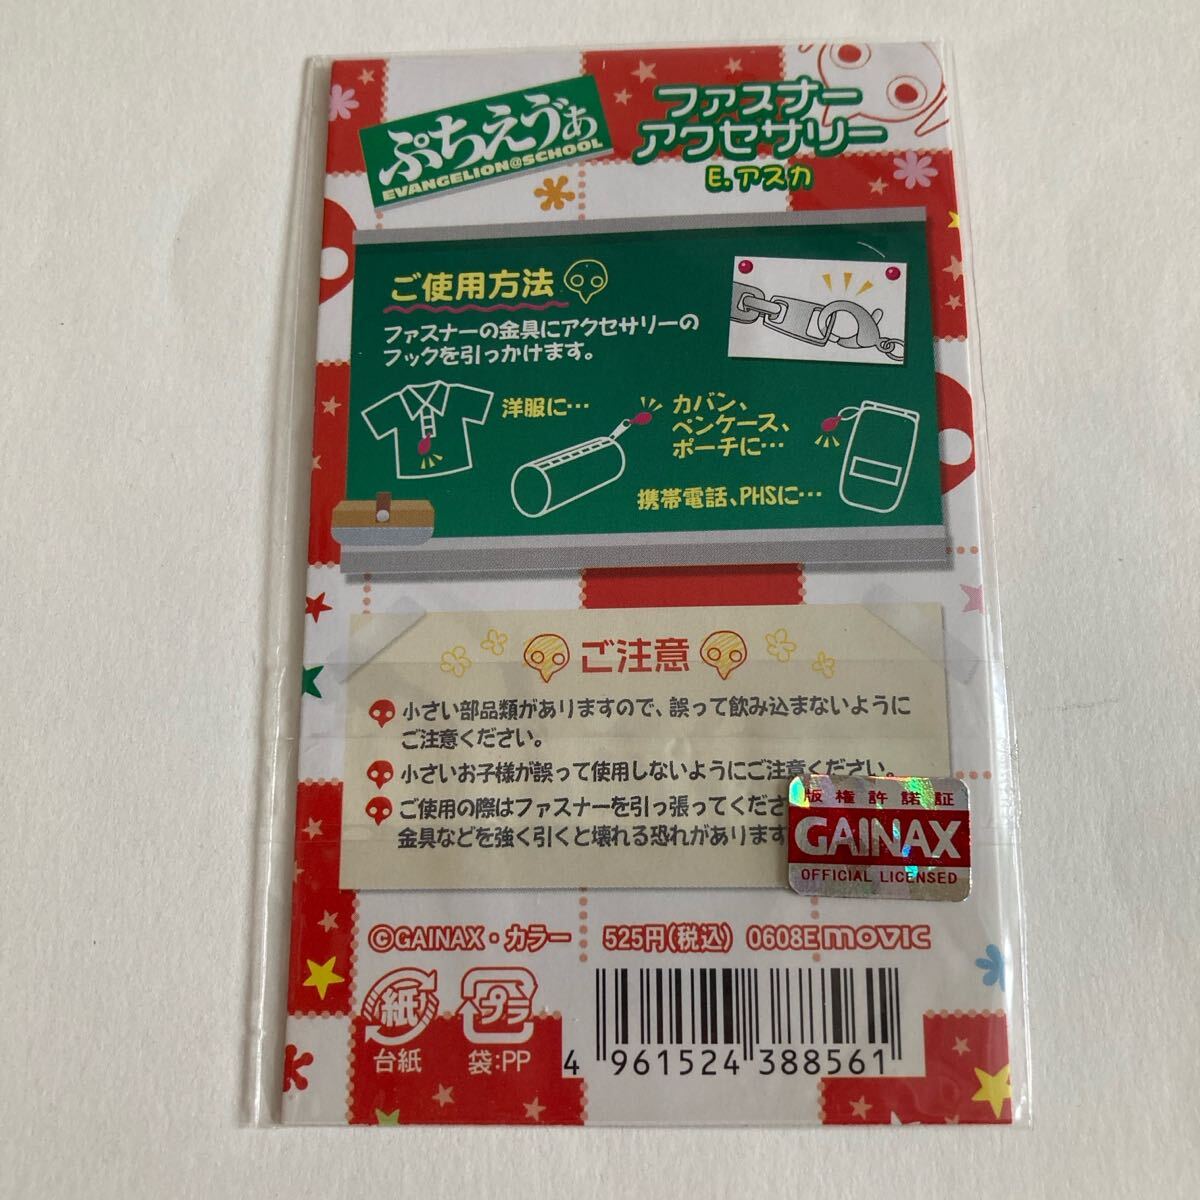 ぷちえゔぁ
EVANGELION@SCHOOL
ファスナー
アクセサリー
E.アスカ
ご使用方法
ファスナーの金具にアクセサリーの
フックを引っかけます。
洋服に…
カバン、
ペンケース、
ポーチに…
携帯電話、PHSに…
ご注意
小さい部品類がありますので、誤って飲み込まないように
ご注意ください。
小さいお子様が誤って使用しないようにご注意ください。
ご使用の際はファスナーを引っ張ってくださ
金具などを強く引くと壊れる恐れがあります
版権許諾証
GAINAX
OFFICIAL LICENSED
©GAINAX・カラー 525円(税込) 0608E movic
紙
台紙
プラ
袋:PP
4 961524 388561